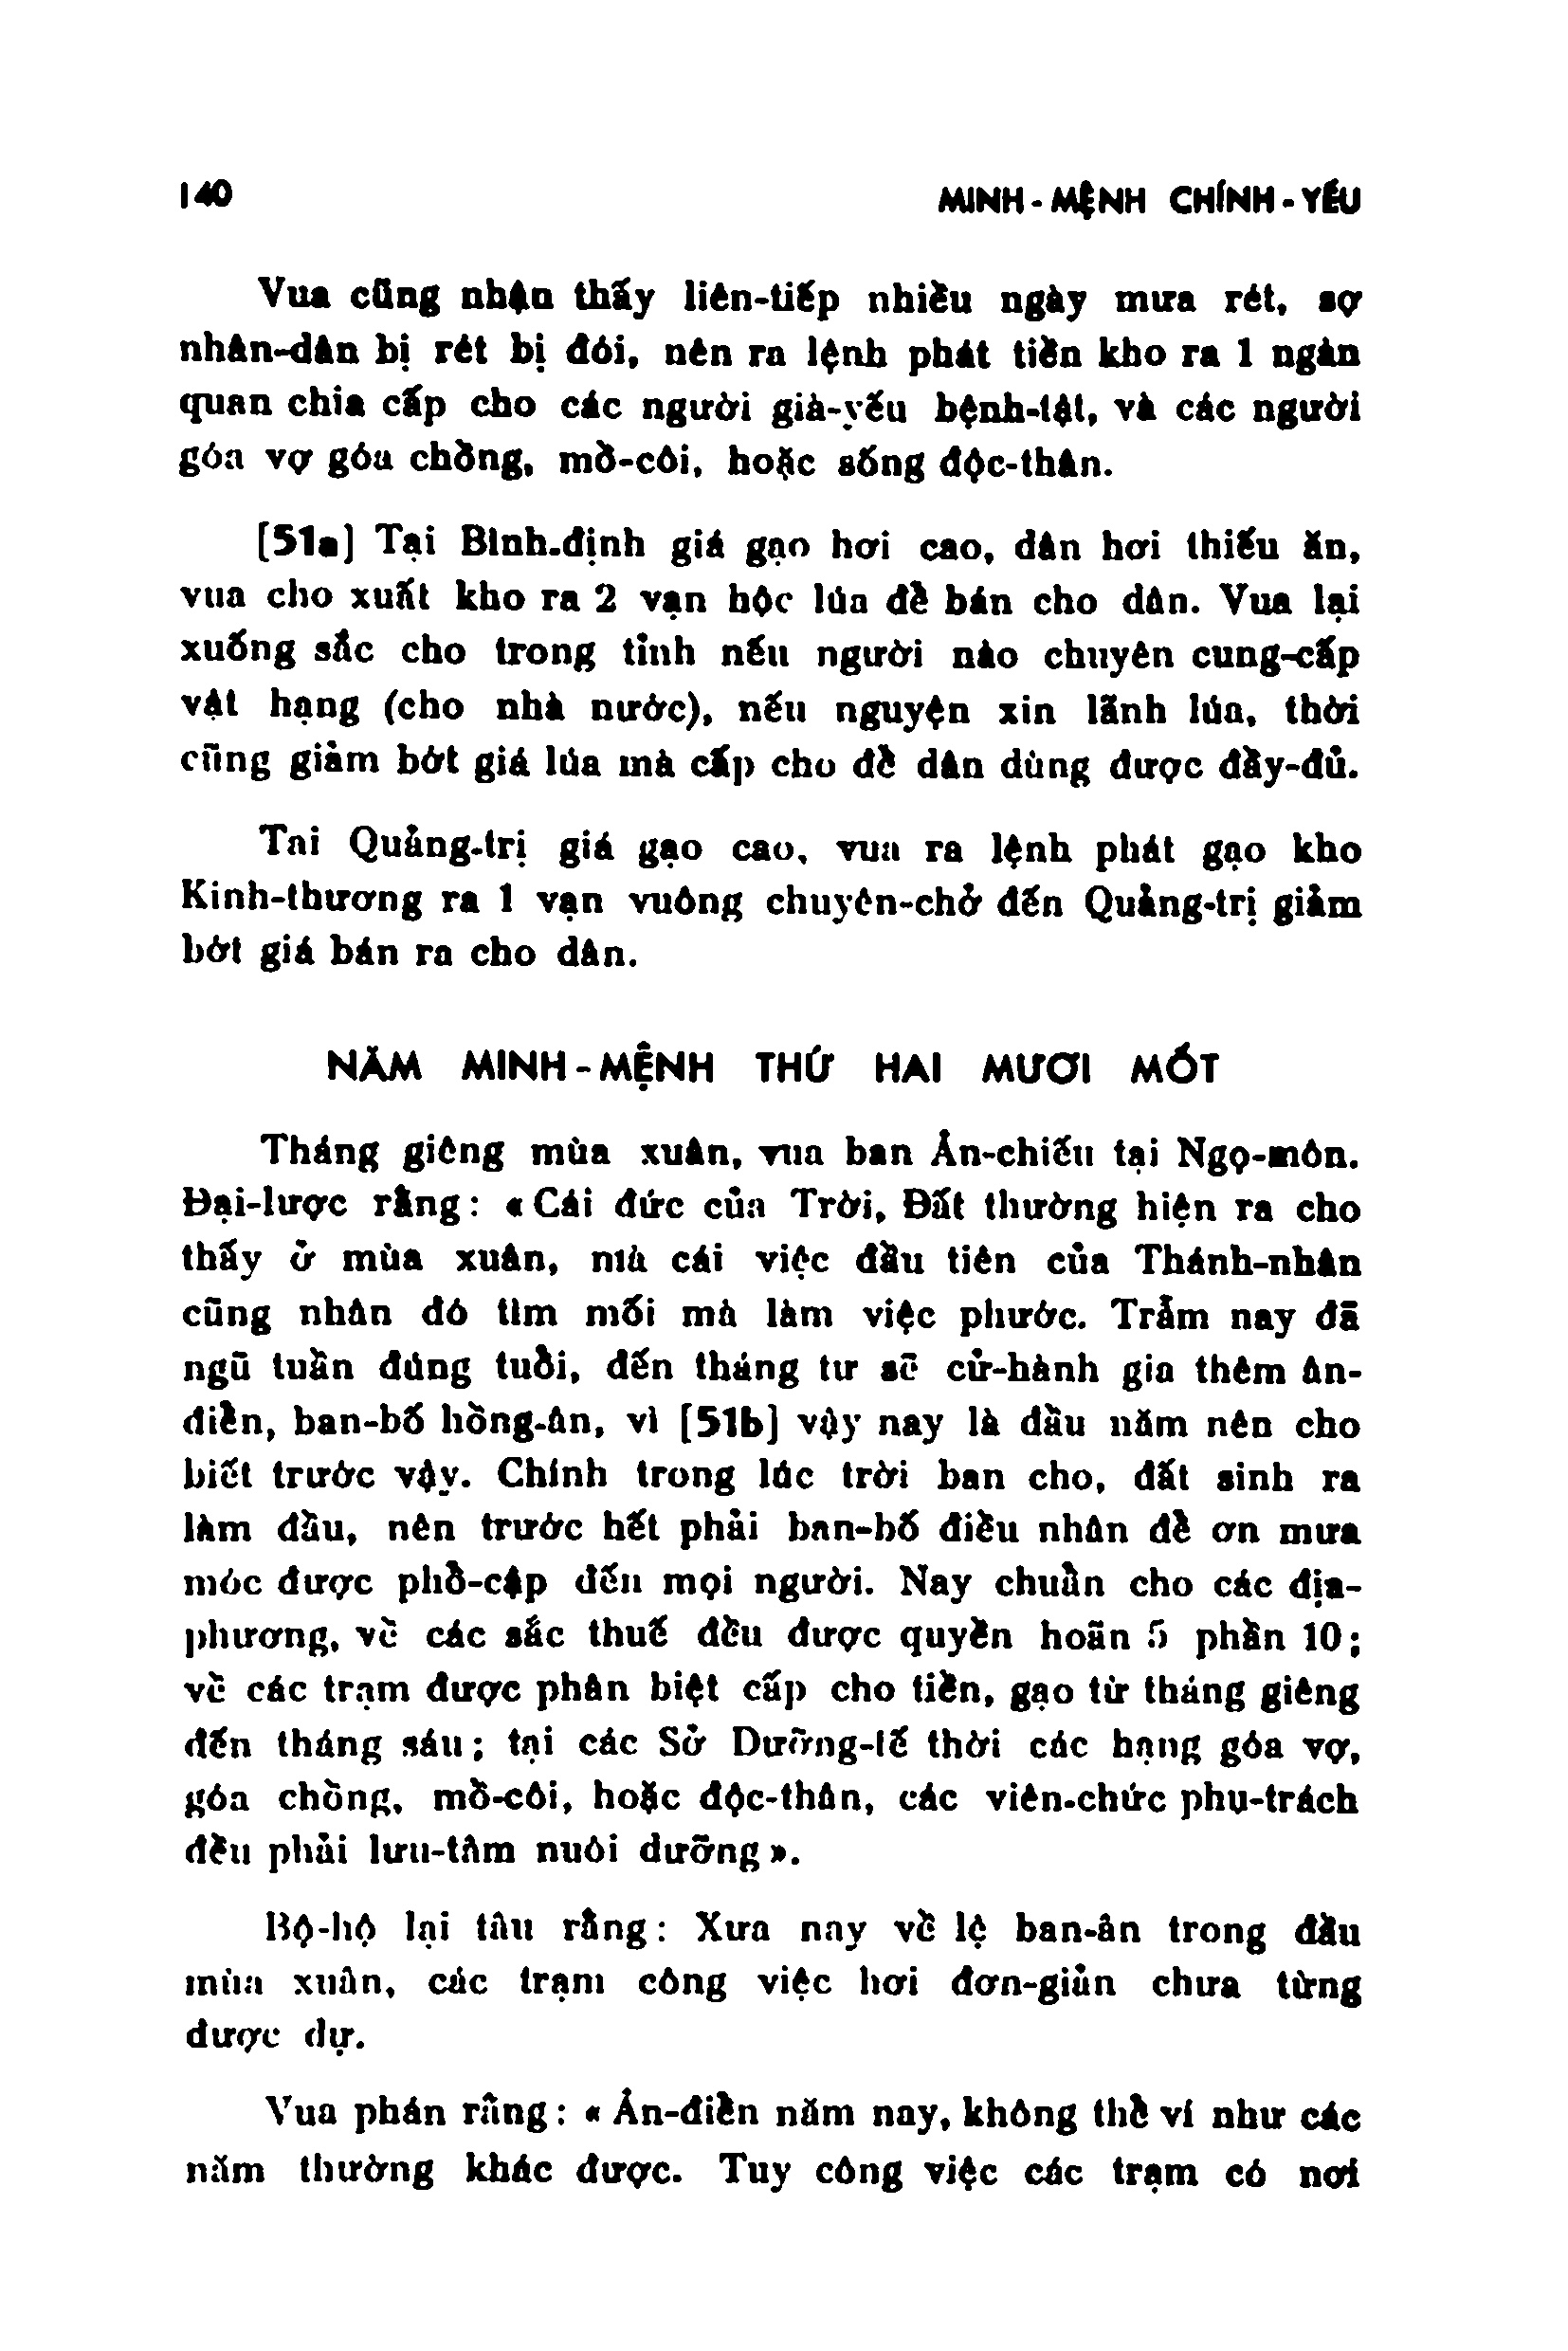 140
MINH-MỆNH CHÍNH-YẾU
Vua cũng nhận thấy liên-tiếp nhiều ngày mưa rét, sợ
nhân-dân bị rét bị đói, nên ra lệnh phát tiền kho ra 1 ngàn
quan chia cấp cho các người già-yếu bệnh-tật, và các người
góa vợ góa chồng, mồ-côi, hoặc sống độc-thân.
[51a] Tại Bình-định giá gạo hơi cao, dân hơi thiếu ăn,
vua cho xuất kho ra 2 vạn hộc lúa để bán cho dân. Vua lại
xuống sắc cho trong tỉnh nếu người nào chuyên cung-cấp
vật hạng (cho nhà nước), nếu nguyện xin lãnh lúa, thời
cũng giảm bớt giá lúa mà cấp cho để dân dùng được đầy-đủ.
Tai Quảng-trị giá gạo cao, vua ra lệnh phát gạo kho
Kinh-thương ra 1 vạn vuông chuyên-chở đến Quảng-trị giảm
bớt giá bán ra cho dân.
NĂM MINH-MỆNH THỨ HAI MƯƠI MỐT
Tháng giêng mùa xuân, vua ban Ân-chiếu tại Ngọ-môn.
Đại-lược rằng: « Cái đức của Trời, Đất thường hiện ra cho
thấy ở mùa xuân, mà cái việc đầu tiên của Thánh-nhân
cũng nhân đó tìm mối mà làm việc phước. Trẫm nay đã
ngũ tuần đúng tuổi, đến tháng tư sẽ cử-hành gia thêm ân-
điển, ban-bố hồng-ân, vì [51b] vậy nay là đầu năm nên cho
biết trước vậy. Chính trong lúc trời ban cho, đất sinh ra
làm đầu, nên trước hết phải ban-bố điều nhân để ơn mưa
móc được phổ-cập đến mọi người. Nay chuẩn cho các địa-
phương, về các sắc thuế đều được quyền hoãn 5 phần 10;
về các trạm được phân biệt cấp cho tiền, gạo từ tháng giêng
đến tháng sáu; tại các Sở Dưỡng-tế thời các hạng góa vợ,
góa chồng, mồ-côi, hoặc độc-thân, các viên-chức phụ-trách
đều phải lưu-tâm nuôi dưỡng ».
Bộ-hộ lại tâu rằng: Xưa nay về lệ ban-ân trong đầu
mùa xuân, các trạm công việc hơi đơn-giản chưa từng
được dự.
Vua phán rằng: « Ân-điển năm nay, không thể ví như các
năm thường khác được. Tuy công việc các trạm có nơi